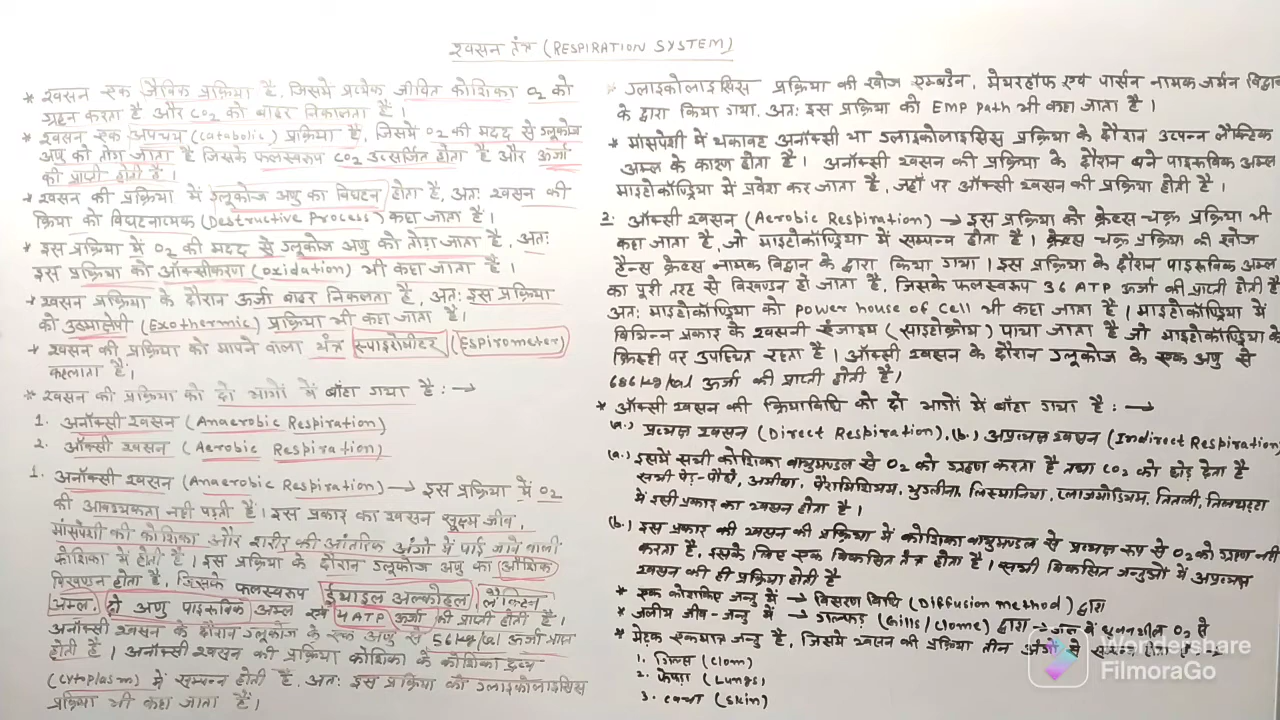 श्वसन तंत्र (RESPIRATION SYSTEM)
* श्वसन एक जैविक प्रक्रिया है, जिसमें प्रत्येक जीवित कोशिका O2 को
ग्रहण करता है और CO2 को बाहर निकालता है।
* श्वसन एक अपचय (Catabolic) प्रक्रिया है, जिसमें O2 की मदद से ग्लूकोज
अणु को तोड़ा जाता है जिसके फलस्वरूप CO2 उत्सर्जित होता है और ऊर्जा
की प्राप्ती होती है।
* श्वसन की प्रक्रिया में ग्लूकोज अणु का विघटन होता है, अतः श्वसन की
क्रिया को विघटनात्मक (Destructive Process) कहा जाता है।
* इस प्रक्रिया में O2 की मदद से ग्लूकोज अणु को तोड़ा जाता है, अतः
इस प्रक्रिया को ऑक्सीकरण (Oxidation) भी कहा जाता है।
* श्वसन प्रक्रिया के दौरान ऊर्जा बाहर निकलता है, अतः इस प्रक्रिया
को उष्माक्षेपी (Exothermic) प्रक्रिया भी कहा जाता है।
* श्वसन की प्रक्रिया को मापने वाला यंत्र स्पाइरोमीटर (Espirometer)
कहलाता है।
* श्वसन की प्रक्रिया को दो भागों में बाँटा गया है :→
1. अनॉक्सी श्वसन (Anaerobic Respiration)
2. ऑक्सी श्वसन (Aerobic Respiration)
1. अनॉक्सी श्वसन (Anaerobic Respiration) → इस प्रक्रिया में O2
की आवश्यकता नही पड़ती है। इस प्रकार का श्वसन सूक्ष्म जीव,
मांसपेशी की कोशिका और शरीर की आंतरिक अंगो में पाई जाने वाली
कोशिका में होती है। इस प्रक्रिया के दौरान ग्लूकोज अणु का आंशिक
विखण्डन होता है, जिसके फलस्वरूप ईथाइल अल्कोहल, लैक्टिक
अम्ल, दो अणु पाइरूविक अम्ल एवं 4ATP ऊर्जा की प्राप्ती होती है।
अनॉक्सी श्वसन के दौरान ग्लूकोज के एक अणु से 56kg/cal ऊर्जा प्राप्त
होती है। अनॉक्सी श्वसन की प्रक्रिया कोशिका के कोशिका द्रव्य
(Cytoplasm) में सम्पन्न होती है, अतः इस प्रक्रिया को ग्लाइकोलाइसिस
प्रक्रिया भी कहा जाता है।
* ग्लाइकोलाइसिस प्रक्रिया की खोज एम्बडेन, मेयरहॉफ एवं पार्सन नामक जर्मन विद्वान
के द्वारा किया गया, अतः इस प्रक्रिया को EMP Path भी कहा जाता है।
* मांसपेशी में थकावट अनॉक्सी या ग्लाइकोलाइसिस प्रक्रिया के दौरान उत्पन्न लैक्टिक
अम्ल के कारण होता है। अनॉक्सी श्वसन की प्रक्रिया के दौरान बने पाइरूविक अम्ल
माइटोकॉण्ड्रिया में प्रवेश कर जाता है, जहाँ पर ऑक्सी श्वसन की प्रक्रिया होती है।
2. ऑक्सी श्वसन (Aerobic Respiration) → इस प्रक्रिया को क्रेब्स चक्र प्रक्रिया भी
कहा जाता है, जो माइटोकॉण्ड्रिया में सम्पन्न होता है। क्रेब्स चक्र प्रक्रिया की खोज
हैन्स क्रेब्स नामक विद्वान के द्वारा किया गया। इस प्रक्रिया के दौरान पाइरूविक अम्ल
का पूरी तरह से विखण्डन हो जाता है, जिसके फलस्वरूप 36 ATP ऊर्जा की प्राप्ती होती है
अतः माइटोकॉण्ड्रिया को Power house of Cell भी कहा जाता है। माइटोकॉण्ड्रिया में
विभिन्न प्रकार के श्वसनी इंजाइम (साइटोक्रोम) पाया जाता है जो माइटोकॉण्ड्रिया के
क्रिस्टी पर उपस्थित रहता है। ऑक्सी श्वसन के दौरान ग्लूकोज के एक अणु से
686kg/cal ऊर्जा की प्राप्ती होती है।
* ऑक्सी श्वसन की क्रियाविधि को दो भागों में बाँटा गया है :→
(a.) प्रत्यक्ष श्वसन (Direct Respiration), (b.) अप्रत्यक्ष श्वसन (Indirect Respiration)
(a.) इसमें सभी कोशिका वायुमण्डल से O2 को ग्रहण करता है तथा CO2 को छोड़ देता है
सभी पेड़-पौधे, अमीबा, पैरामिशियम, युग्लीना, लिस्मानिया, प्लाज्मोडियम, तितली, तिलचट्टा
में इसी प्रकार का श्वसन होता है।
(b.) इस प्रकार की श्वसन की प्रक्रिया में कोशिका वायुमण्डल से प्रत्यक्ष रूप से O2 को ग्रहण नही
करता है, इसके लिए एक विकसित तंत्र होता है। सभी विकसित जन्तुओं में अप्रत्यक्ष
श्वसन की ही प्रक्रिया होती है
* एक कोशिकीए जन्तु में → विसरण विधि (Diffusion method) द्वारा
* जलीय जीव-जन्तु में → गलफड़ (Gills/Clome) द्वारा → जल में घुलनशील O2 से
* मेढ़क एकमात्र जन्तु है, जिसमें श्वसन की प्रक्रिया तीन अंगो से सम्पन्न होता है
1. गिल्स (Clom)
2. फेफड़ा (Lungs)
3. त्वचा (Skin)
Wondershare
FilmoraGo